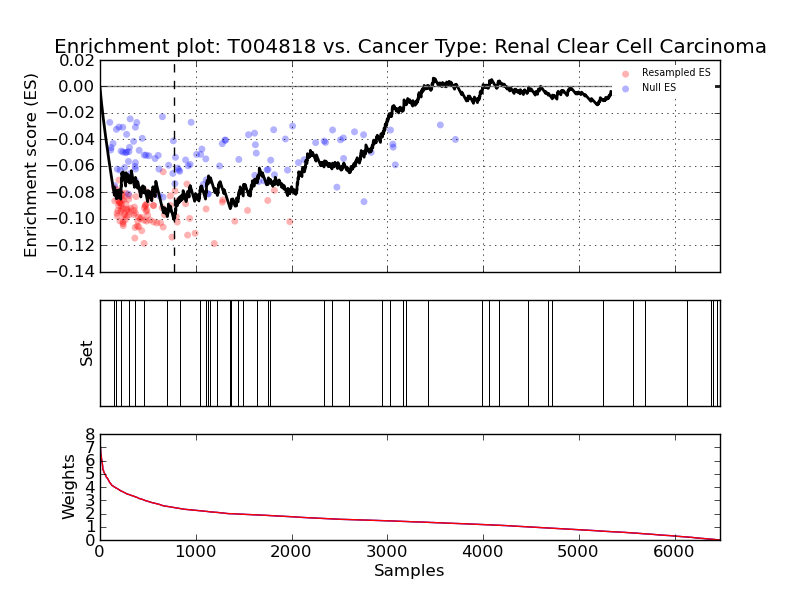 Enrichment plot: T004818 vs. Cancer Type: Renal Clear Cell Carcinoma
Enrichment score (ES)
0.02
0.00
−0.02
−0.04
−0.06
−0.08
−0.10
−0.12
−0.14
Resampled ES
Null ES
Set
Weights
8
7
6
5
4
3
2
1
0
0 1000 2000 3000 4000 5000 6000
Samples